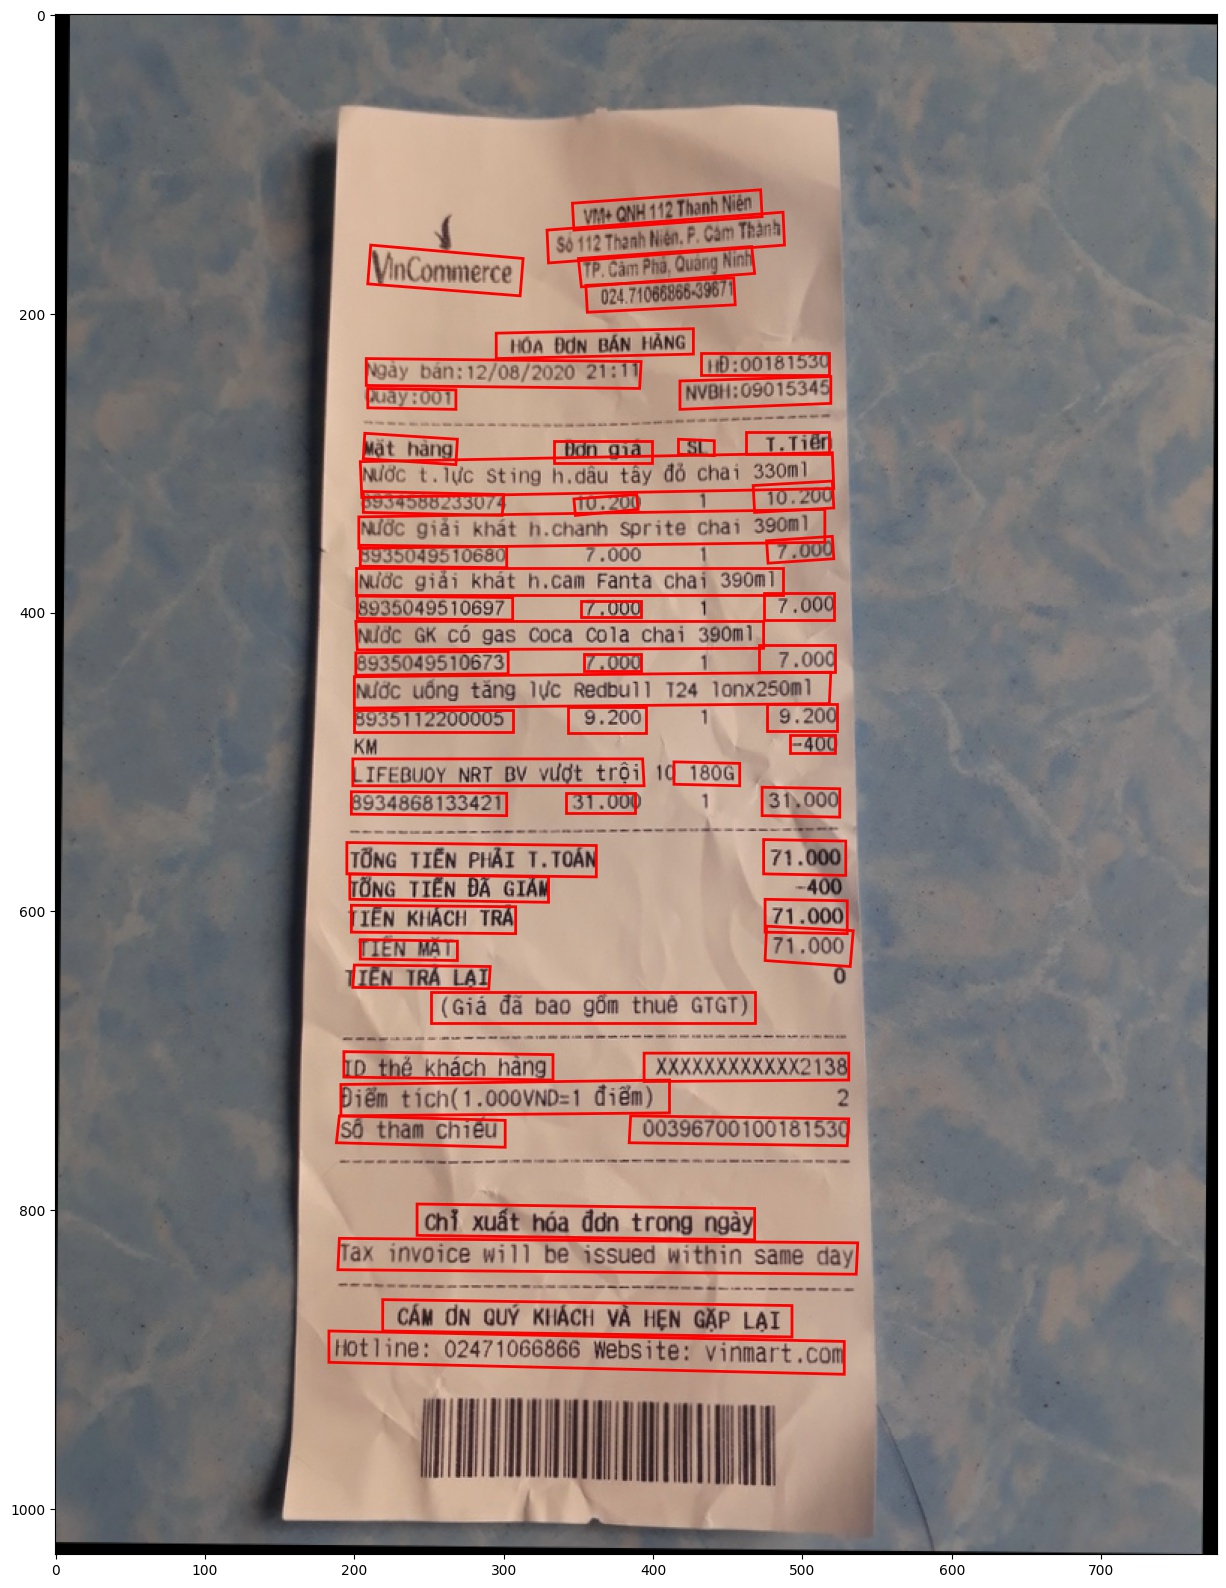 VM+ QNH 112 Thanh Niên
Số 112 Thanh Niên, P. Cẩm Thành
TP. Cẩm Phả, Quảng Ninh
024.71066866-39671
VinCommerce
HÓA ĐƠN BÁN HÀNG
Ngày bán:12/08/2020 21:11 HĐ:00181530
Quầy:001 NVBH:09015345
Mặt hàng Đơn giá SL T.Tiền
Nước t.lực Sting h.dâu tây đỏ chai 330ml
8934588233074 10.200 1 10.200
Nước giải khát h.chanh Sprite chai 390ml
8935049510680 7.000 1 7.000
Nước giải khát h.cam Fanta chai 390ml
8935049510697 7.000 1 7.000
Nước GK có gas Coca Cola chai 390ml
8935049510673 7.000 1 7.000
Nước uống tăng lực Redbull T24 lonx250ml
8935112200005 9.200 1 9.200
KM -400
LIFEBUOY NRT BV vượt trội 10 180G
8934868133421 31.000 1 31.000
TỔNG TIỀN PHẢI T.TOÁN 71.000
TỔNG TIỀN ĐÃ GIẢM -400
TIỀN KHÁCH TRẢ 71.000
TIỀN MẶT 71.000
TIỀN TRẢ LẠI 0
(Giá đã bao gồm thuế GTGT)
ID thẻ khách hàng XXXXXXXXXXXX2138
Điểm tích(1.000VND=1 điểm) 2
Số tham chiếu 00396700100181530
Chỉ xuất hóa đơn trong ngày
Tax invoice will be issued within same day
CÁM ƠN QUÝ KHÁCH VÀ HẸN GẶP LẠI
Hotline: 02471066866 Website: vinmart.com
0
200
400
600
800
1000
0 100 200 300 400 500 600 700